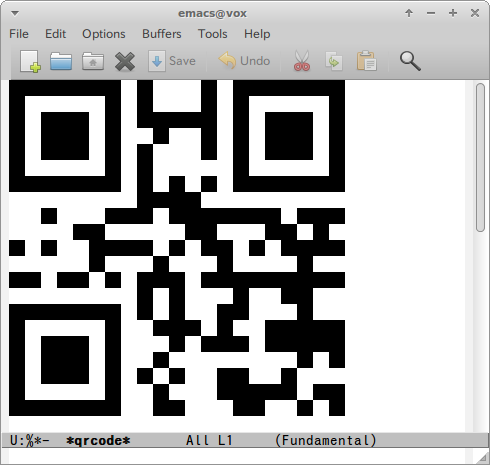 emacs@vox
File Edit Options Buffers Tools Help
Save Undo
U:%*- *qrcode* All L1 (Fundamental)